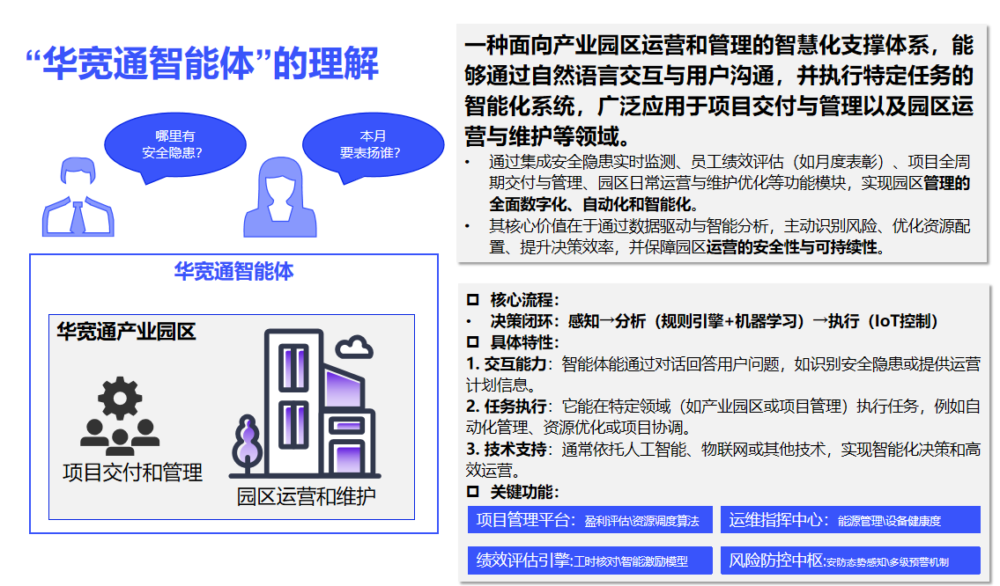 “华宽通智能体”的理解
哪里有
安全隐患？
本月
要表扬谁？
华宽通智能体
华宽通产业园区
项目交付和管理
园区运营和维护
一种面向产业园区运营和管理的智慧化支撑体系，能
够通过自然语言交互与用户沟通，并执行特定任务的
智能化系统，广泛应用于项目交付与管理以及园区运
营与维护等领域。
• 通过集成安全隐患实时监测、员工绩效评估（如月度表彰）、项目全周
期交付与管理、园区日常运营与维护优化等功能模块，实现园区管理的
全面数字化、自动化和智能化。
• 其核心价值在于通过数据驱动与智能分析，主动识别风险、优化资源配
置、提升决策效率，并保障园区运营的安全性与可持续性。
核心流程：
• 决策闭环：感知→分析（规则引擎+机器学习）→执行（IoT控制）
具体特性：
1. 交互能力：智能体能通过对话回答用户问题，如识别安全隐患或提供运营
计划信息。
2. 任务执行：它能在特定领域（如产业园区或项目管理）执行任务，例如自
动化管理、资源优化或项目协调。
3. 技术支持：通常依托人工智能、物联网或其他技术，实现智能化决策和高
效运营。
关键功能：
项目管理平台：盈利评估\资源调度算法
运维指挥中心：能源管理\设备健康度
绩效评估引擎;工时核对\智能激励模型
风险防控中枢;安防态势感知\多级预警机制